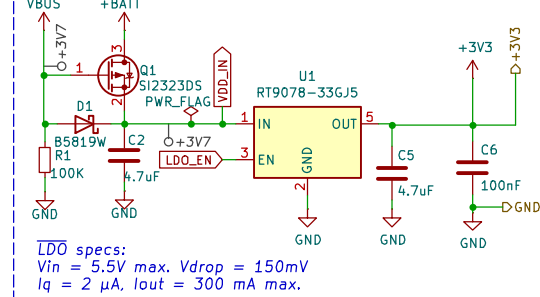 VBUS
+BATT
+3V7
3
1
Q1
SI2323DS
2
PWR_FLAG
VDD_IN
D1
B5819W
R1
100K
C2
4.7uF
+3V7
LDO_EN
U1
RT9078-33GJ5
1
IN
OUT
5
3
EN
GND
2
+3V3
+3V3
C5
4.7uF
C6
100nF
GND
GND
GND
GND
GND
GND
LDO specs:
Vin = 5.5V max. Vdrop = 150mV
Iq = 2 µA, Iout = 300 mA max.